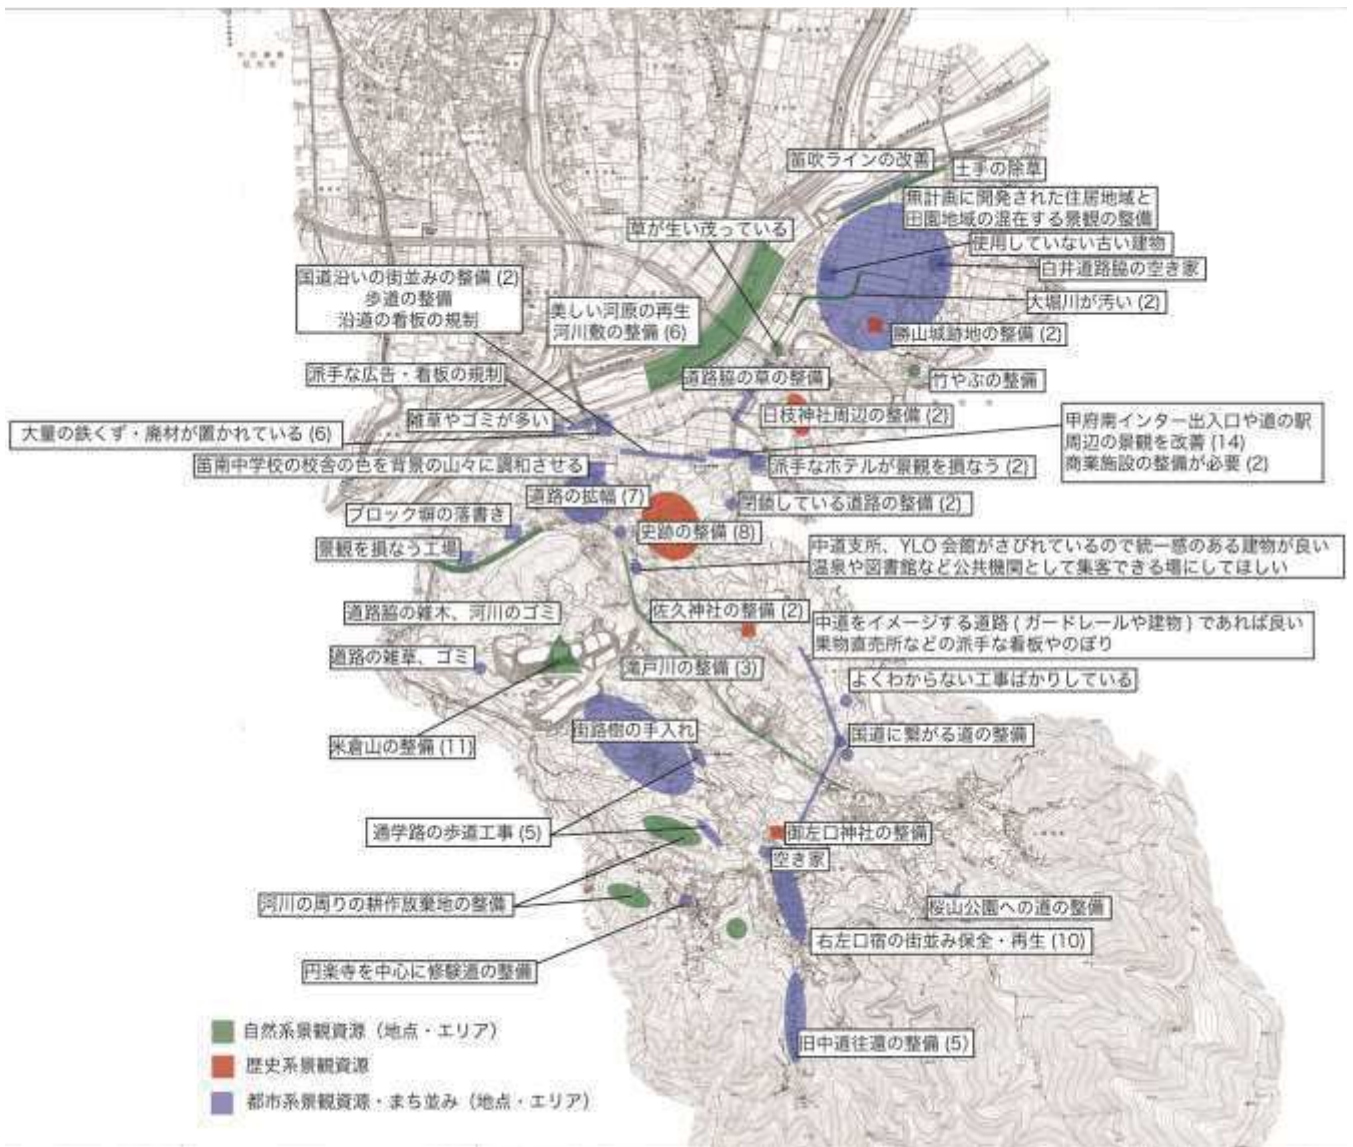 笛吹ラインの改善
土手の除草
無計画に開発された住居地域と
田園地域の混在する景観の整備
草が生い茂っている
使用していない古い建物
白井道路脇の空き家
国道沿いの街並みの整備 (2)
歩道の整備
沿道の看板の規制
美しい河原の再生
河川敷の整備 (6)
大堀川が汚い (2)
勝山城跡地の整備 (2)
派手な広告・看板の規制
道路脇の草の整備
竹やぶの整備
雑草やゴミが多い
日枝神社周辺の整備 (2)
甲府南インター出入口や道の駅
周辺の景観を改善 (14)
商業施設の整備が必要 (2)
大量の鉄くず・廃材が置かれている (6)
笛南中学校の校舎の色を背景の山々に調和させる
派手なホテルが景観を損なう (2)
道路の拡幅 (7)
閉鎖している道路の整備 (2)
ブロック塀の落書き
史跡の整備 (8)
景観を損なう工場
中道支所、YLO 会館がさびれているので統一感のある建物が良い
温泉や図書館など公共機関として集客できる場にしてほしい
道路脇の雑木、河川のゴミ
佐久神社の整備 (2)
中道をイメージする道路 ( ガードレールや建物 ) であれば良い
果物直売所などの派手な看板やのぼり
道路の雑草、ゴミ
滝戸川の整備 (3)
よくわからない工事ばかりしている
米倉山の整備 (11)
街路樹の手入れ
国道に繋がる道の整備
通学路の歩道工事 (5)
御左口神社の整備
空き家
河川の周りの耕作放棄地の整備
桜山公園への道の整備
右左口宿の街並み保全・再生 (10)
円楽寺を中心に修験道の整備
旧中道往還の整備 (5)
自然系景観資源（地点・エリア）
歴史系景観資源
都市系景観資源・まち並み（地点・エリア）